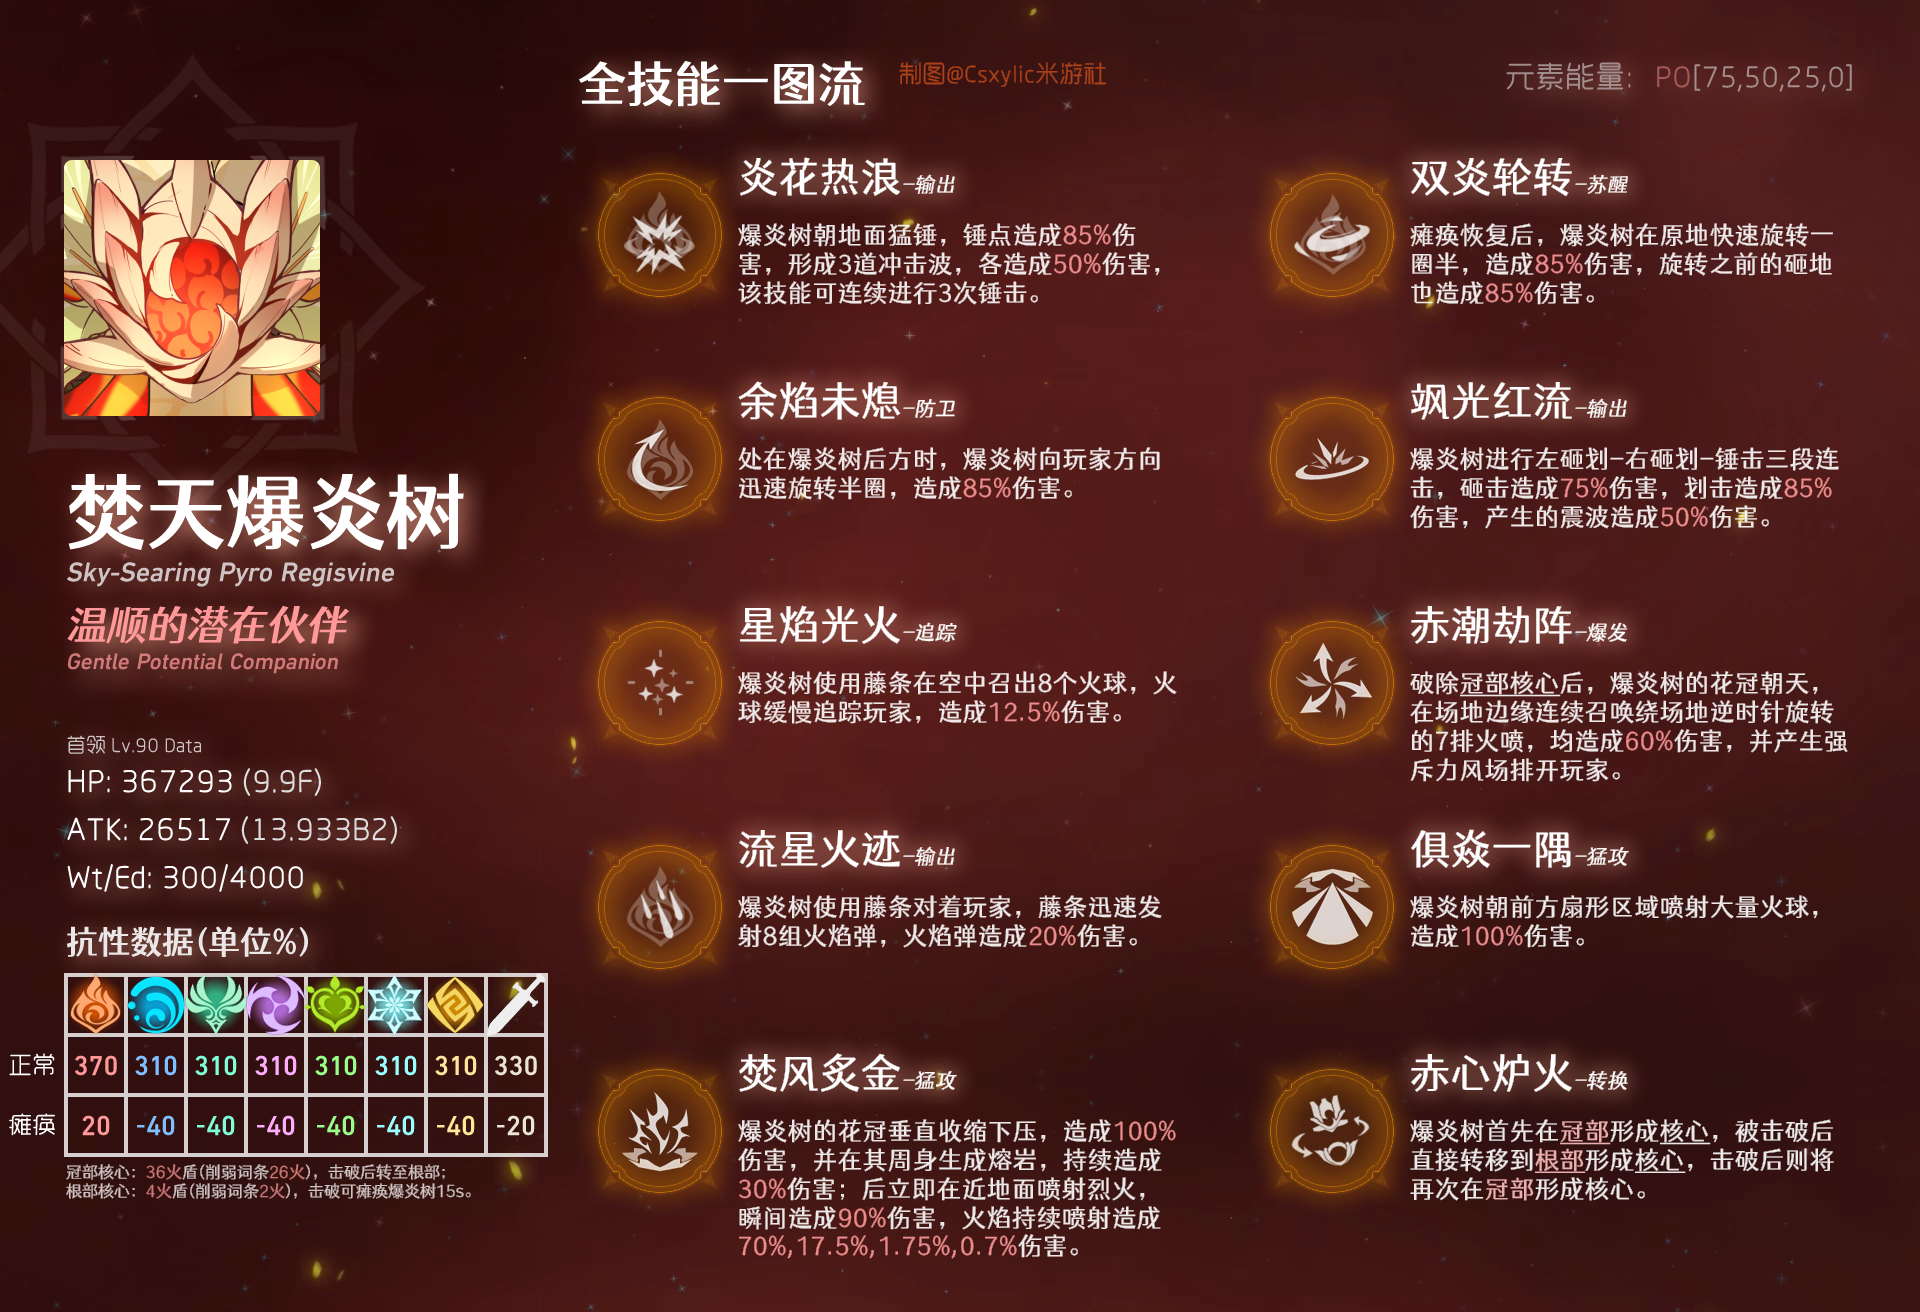 全技能一图流
制图@Csxylic米游社
元素能量: PO[75,50,25,0]
焚天爆炎树
Sky-Searing Pyro Regisvine
温顺的潜在伙伴
Gentle Potential Companion
首领 Lv.90 Data
HP: 367293 (9.9F)
ATK: 26517 (13.933B2)
Wt/Ed: 300/4000
抗性数据(单位%)
正常 370 310 310 310 310 310 310 330
瘫痪 20 -40 -40 -40 -40 -40 -40 -20
冠部核心：36火盾(削弱词条26火)，击破后转至根部；
根部核心：4火盾(削弱词条2火)，击破可瘫痪爆炎树15s。
炎花热浪-输出
爆炎树朝地面猛锤，锤点造成85%伤
害，形成3道冲击波，各造成50%伤害，
该技能可连续进行3次锤击。
余焰未熄-防卫
处在爆炎树后方时，爆炎树向玩家方向
迅速旋转半圈，造成85%伤害。
星焰光火-追踪
爆炎树使用藤条在空中召出8个火球，火
球缓慢追踪玩家，造成12.5%伤害。
流星火迹-输出
爆炎树使用藤条对着玩家，藤条迅速发
射8组火焰弹，火焰弹造成20%伤害。
焚风炙金-猛攻
爆炎树的花冠垂直收缩下压，造成100%
伤害，并在其周身生成熔岩，持续造成
30%伤害；后立即在近地面喷射烈火，
瞬间造成90%伤害，火焰持续喷射造成
70%,17.5%,1.75%,0.7%伤害。
双炎轮转-苏醒
瘫痪恢复后，爆炎树在原地快速旋转一
圈半，造成85%伤害，旋转之前的砸地
也造成85%伤害。
飒光红流-输出
爆炎树进行左砸划-右砸划-锤击三段连
击，砸击造成75%伤害，划击造成85%
伤害，产生的震波造成50%伤害。
赤潮劫阵-爆发
破除冠部核心后，爆炎树的花冠朝天，
在场地边缘连续召唤绕场地逆时针旋转
的7排火喷，均造成60%伤害，并产生强
斥力风场排开玩家。
俱焱一隅-猛攻
爆炎树朝前方扇形区域喷射大量火球，
造成100%伤害。
赤心炉火-转换
爆炎树首先在冠部形成核心，被击破后
直接转移到根部形成核心，击破后则将
再次在冠部形成核心。